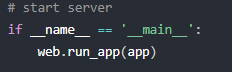 # start server
if __name__ == '__main__':
    web.run_app(app)